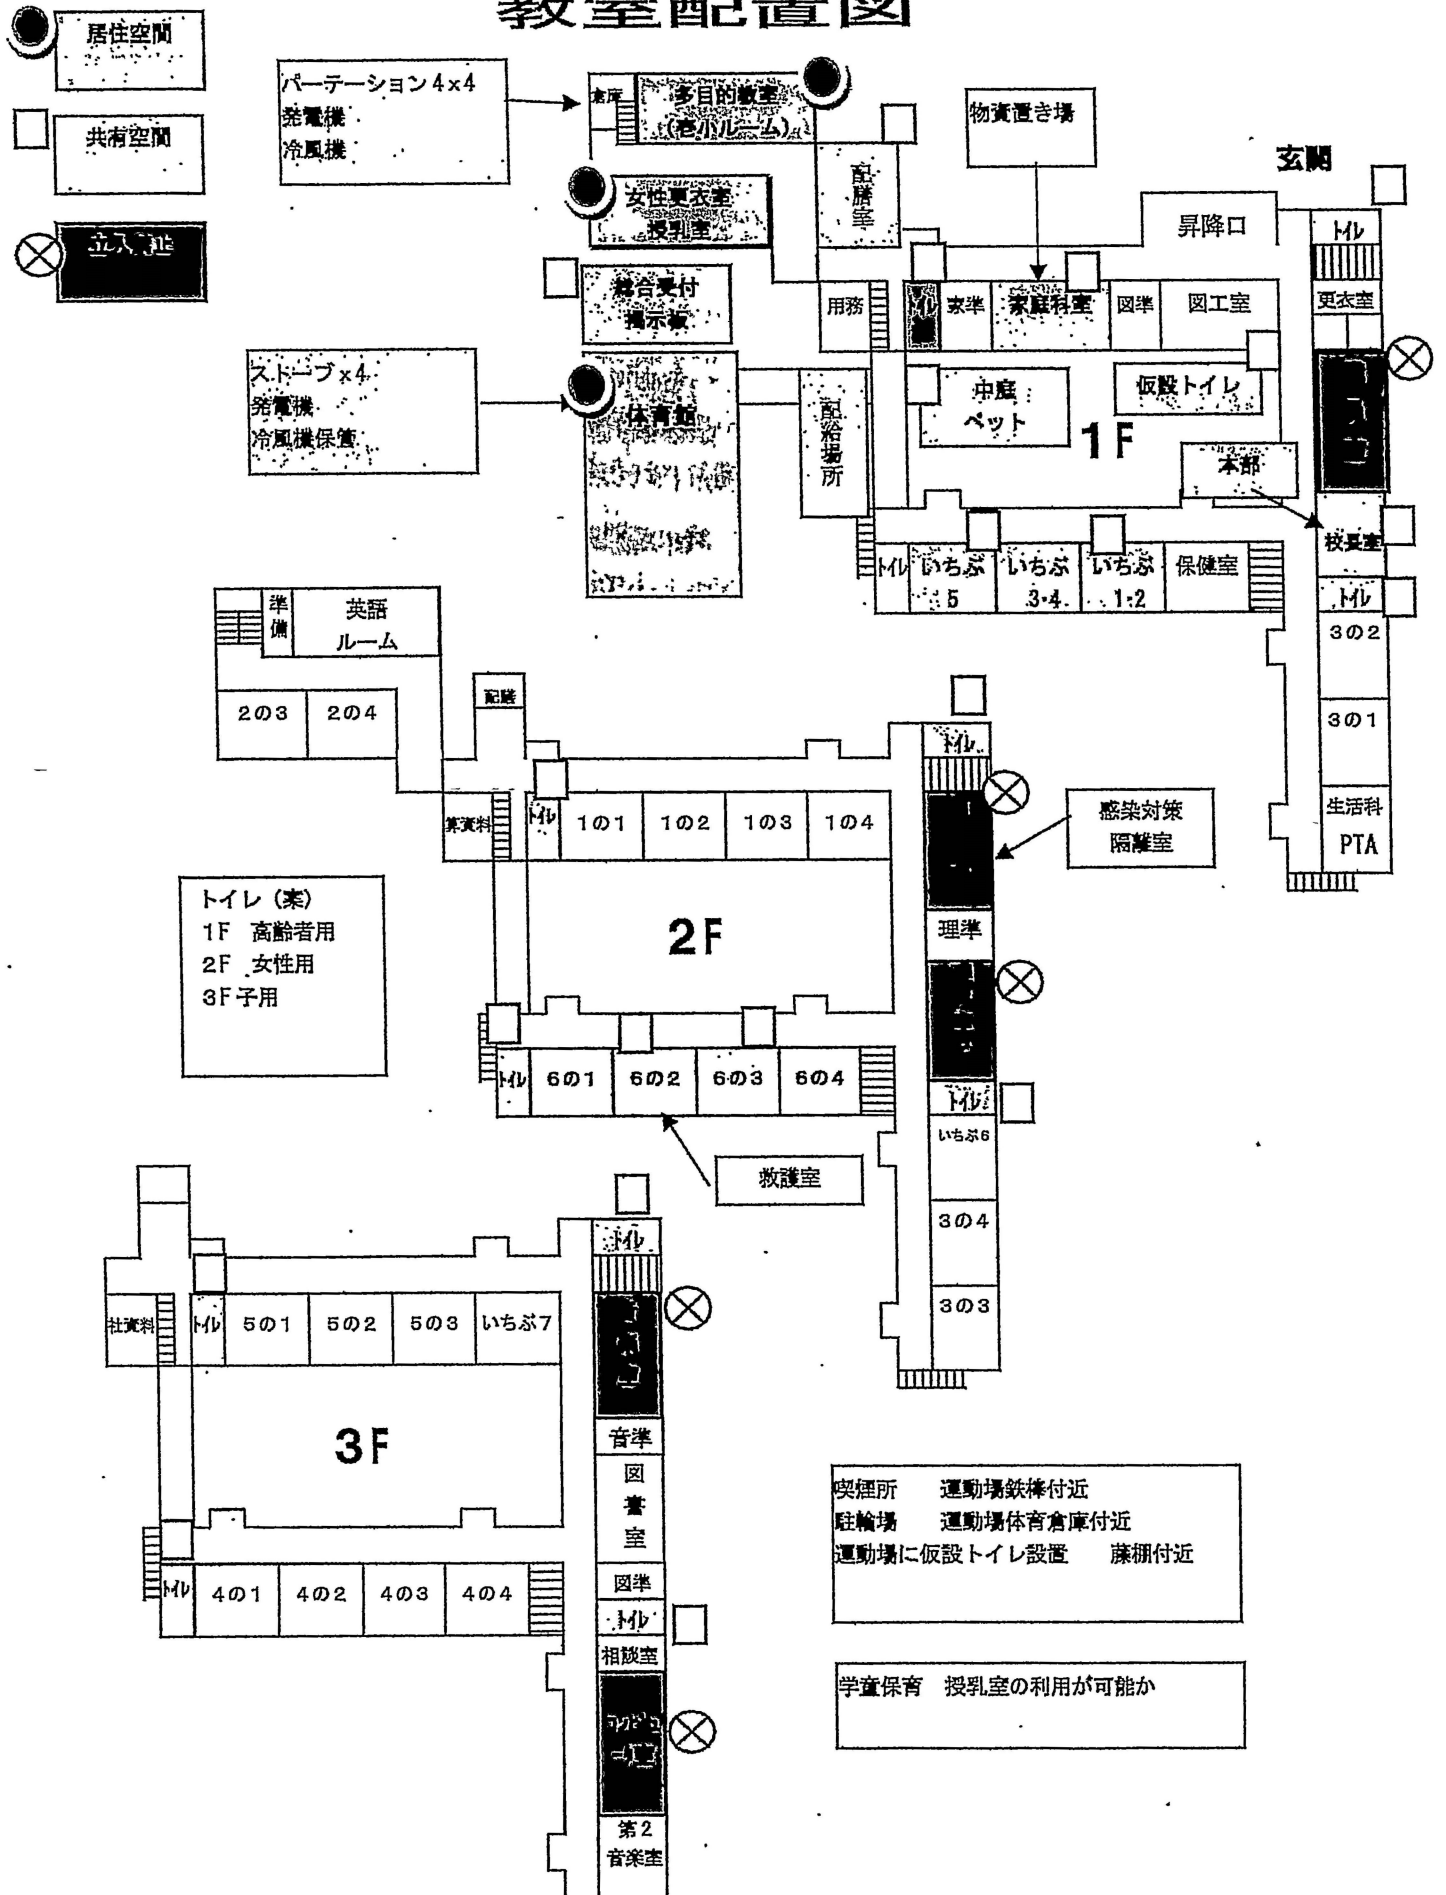 教室配置図
居住空間
共有空間
立入禁止
パーテーション4×4
発電機
冷風機
倉庫
多目的教室
(壱小ルーム)
物資置き場
玄関
配膳室
女性更衣室
授乳室
昇降口
トイレ
総合受付
掲示板
用務
トイレ
家準
家庭科室
図準
図工室
更衣室
ストーブ×4
発電機
冷風機保管
体育館
配給場所
中庭
ペット
仮設トイレ
1F
本部
校長室
トイレ
いちぶ
5
いちぶ
3・4
いちぶ
1・2
保健室
トイレ
3の2
3の1
生活科
PTA
準備
英語
ルーム
2の3
2の4
配膳
トイレ
算資料
トイレ
1の1
1の2
1の3
1の4
感染対策
隔離室
トイレ(案)
1F 高齢者用
2F 女性用
3F子用
2F
理準
トイレ
6の1
6の2
6の3
6の4
トイレ
いちぶ6
救護室
3の4
3の3
トイレ
社資料
トイレ
5の1
5の2
5の3
いちぶ7
3F
音準
図書室
図準
トイレ
4の1
4の2
4の3
4の4
トイレ
相談室
第2
音楽室
喫煙所 運動場鉄棒付近
駐輪場 運動場体育倉庫付近
運動場に仮設トイレ設置 藤棚付近
学童保育 授乳室の利用が可能か